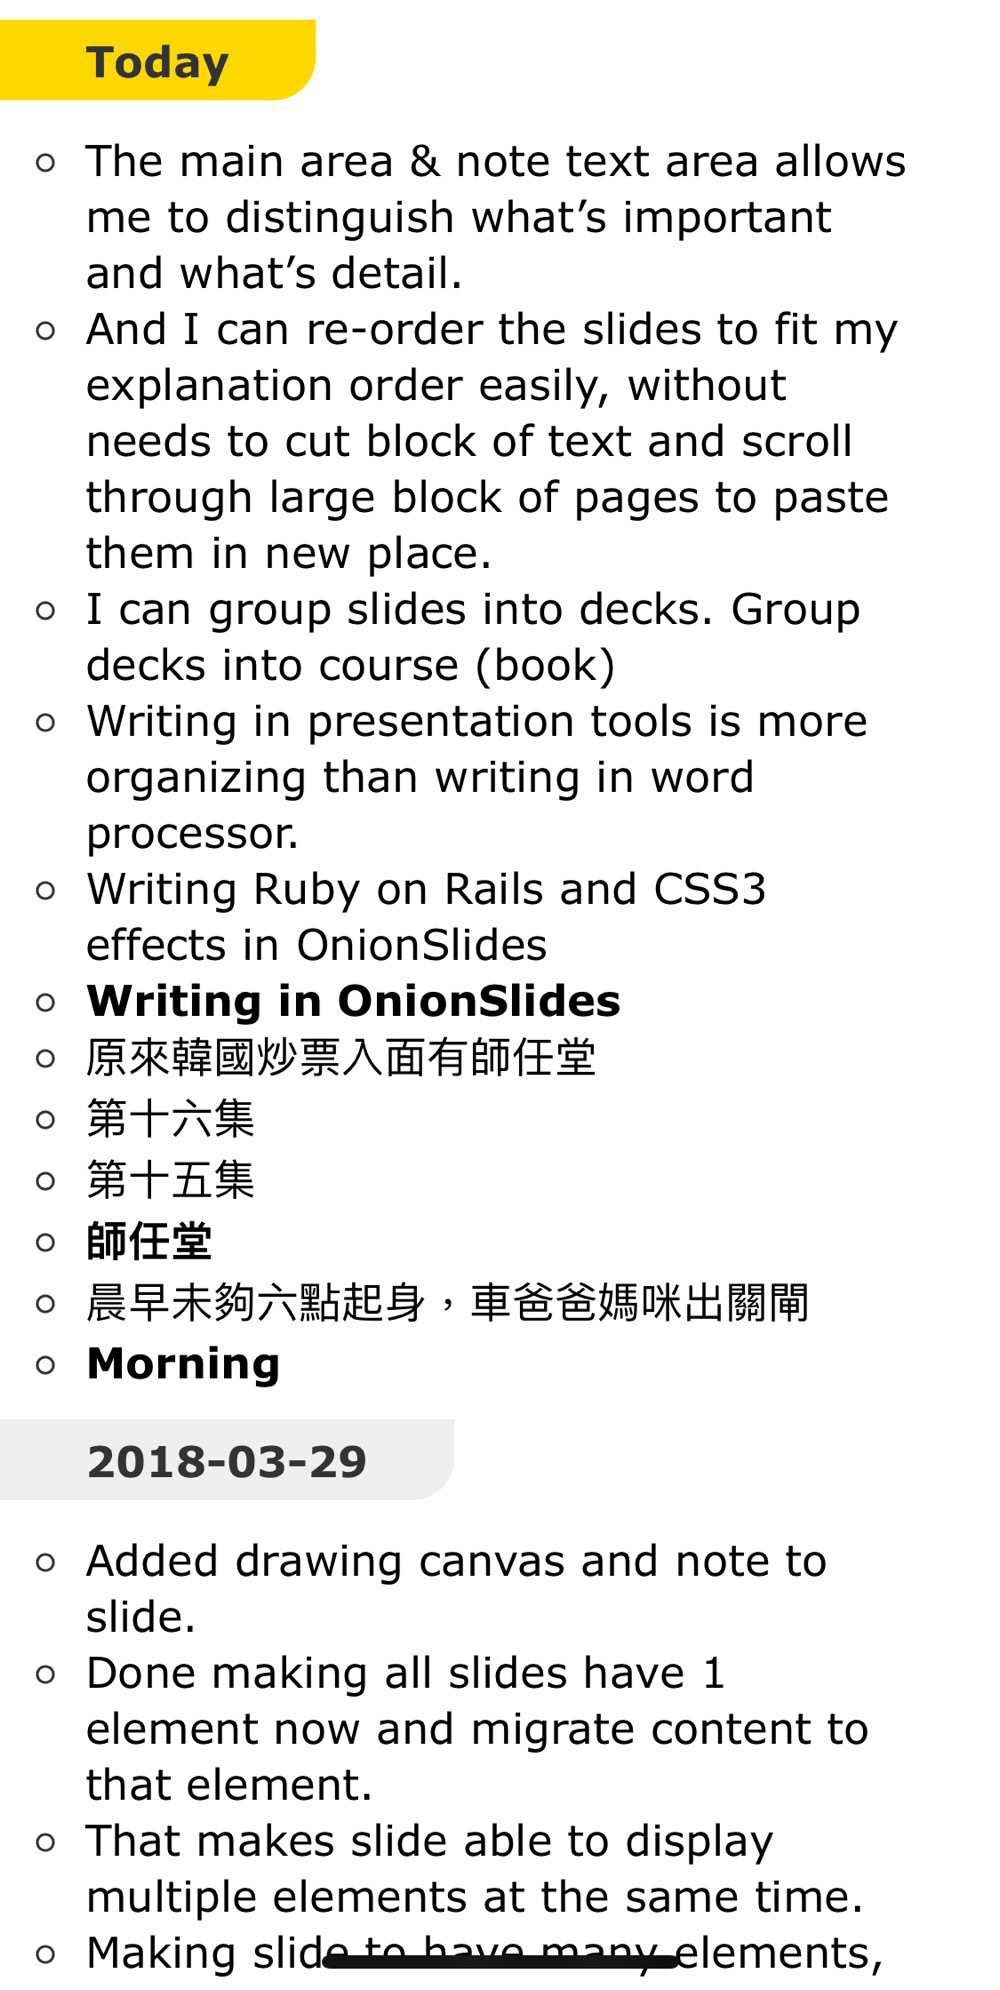 Today
The main area & note text area allows
me to distinguish what’s important
and what’s detail.
And I can re-order the slides to fit my
explanation order easily, without
needs to cut block of text and scroll
through large block of pages to paste
them in new place.
I can group slides into decks. Group
decks into course (book)
Writing in presentation tools is more
organizing than writing in word
processor.
Writing Ruby on Rails and CSS3
effects in OnionSlides
Writing in OnionSlides
原來韓國炒票入面有師任堂
第十六集
第十五集
師任堂
晨早未夠六點起身，車爸爸媽咪出關閘
Morning
2018-03-29
Added drawing canvas and note to
slide.
Done making all slides have 1
element now and migrate content to
that element.
That makes slide able to display
multiple elements at the same time.
Making slide to have many elements,